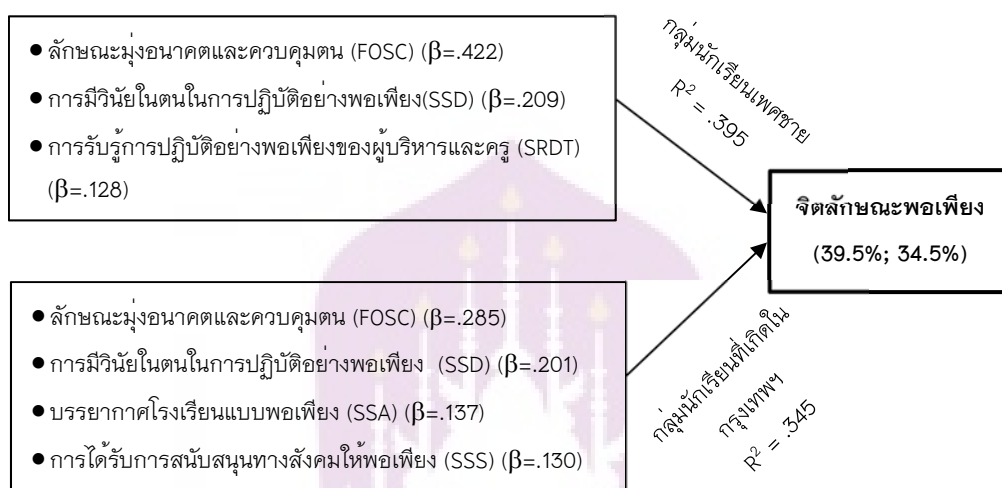 ● ลักษณะมุ่งอนาคตและควบคุมตน (FOSC) (β=.422)
● การมีวินัยในตนในการปฏิบัติอย่างพอเพียง(SSD) (β=.209)
● การรับรู้การปฏิบัติอย่างพอเพียงของผู้บริหารและครู (SRDT)
(β=.128)
กลุ่มนักเรียนเพศชาย
R² = .395
จิตลักษณะพอเพียง
(39.5%; 34.5%)
● ลักษณะมุ่งอนาคตและควบคุมตน (FOSC) (β=.285)
● การมีวินัยในตนในการปฏิบัติอย่างพอเพียง (SSD) (β=.201)
● บรรยากาศโรงเรียนแบบพอเพียง (SSA) (β=.137)
● การได้รับการสนับสนุนทางสังคมให้พอเพียง (SSS) (β=.130)
กลุ่มนักเรียนที่เกิดใน
กรุงเทพฯ
R² = .345